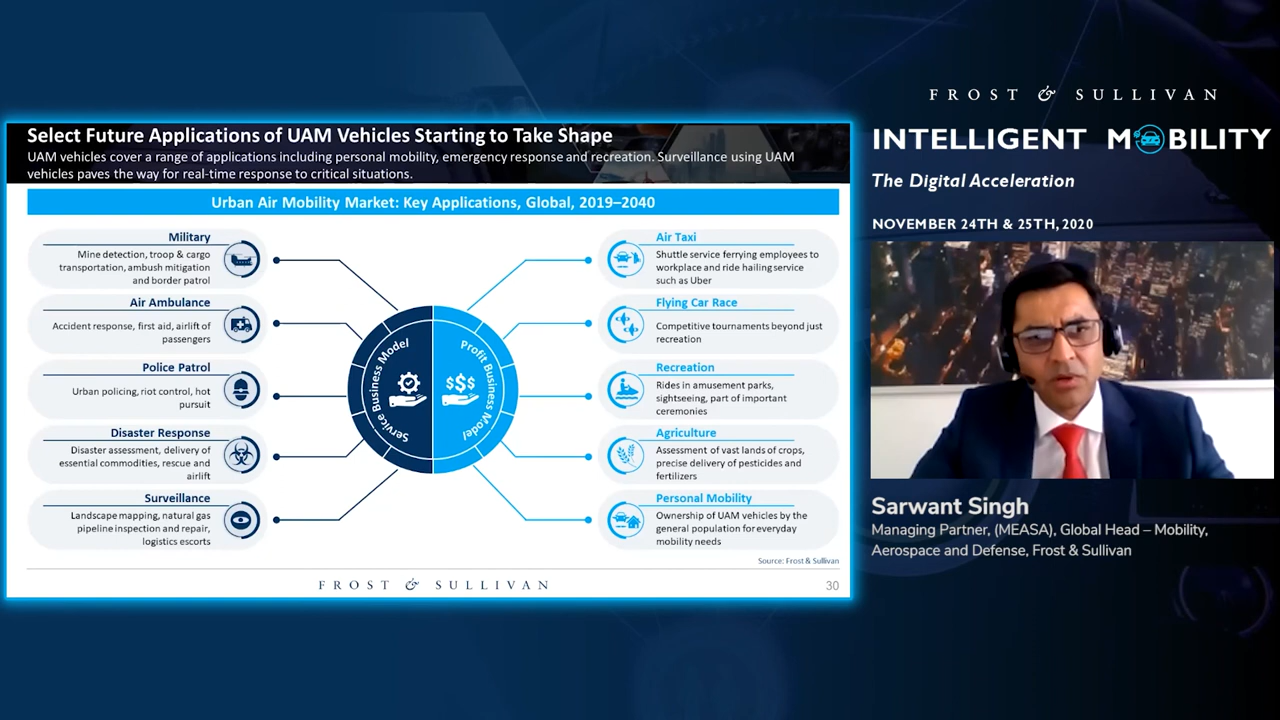 Select Future Applications of UAM Vehicles Starting to Take Shape
UAM vehicles cover a range of applications including personal mobility, emergency response and recreation. Surveillance using UAM
vehicles paves the way for real-time response to critical situations.
Urban Air Mobility Market: Key Applications, Global, 2019–2040
Military
Mine detection, troop & cargo
transportation, ambush mitigation
and border patrol
Air Ambulance
Accident response, first aid, airlift of
passengers
Police Patrol
Urban policing, riot control, hot
pursuit
Disaster Response
Disaster assessment, delivery of
essential commodities, rescue and
airlift
Surveillance
Landscape mapping, natural gas
pipeline inspection and repair,
logistics escorts
Service Business Model
$$$
Profit Business Model
Air Taxi
Shuttle service ferrying employees to
workplace and ride hailing service
such as Uber
Flying Car Race
Competitive tournaments beyond just
recreation
Recreation
Rides in amusement parks,
sightseeing, part of important
ceremonies
Agriculture
Assessment of vast lands of crops,
precise delivery of pesticides and
fertilizers
Personal Mobility
Ownership of UAM vehicles by the
general population for everyday
mobility needs
Source: Frost & Sullivan
FROST & SULLIVAN
30
FROST & SULLIVAN
INTELLIGENT MOBILITY
The Digital Acceleration
NOVEMBER 24TH & 25TH, 2020
Sarwant Singh
Managing Partner, (MEASA), Global Head – Mobility,
Aerospace and Defense, Frost & Sullivan